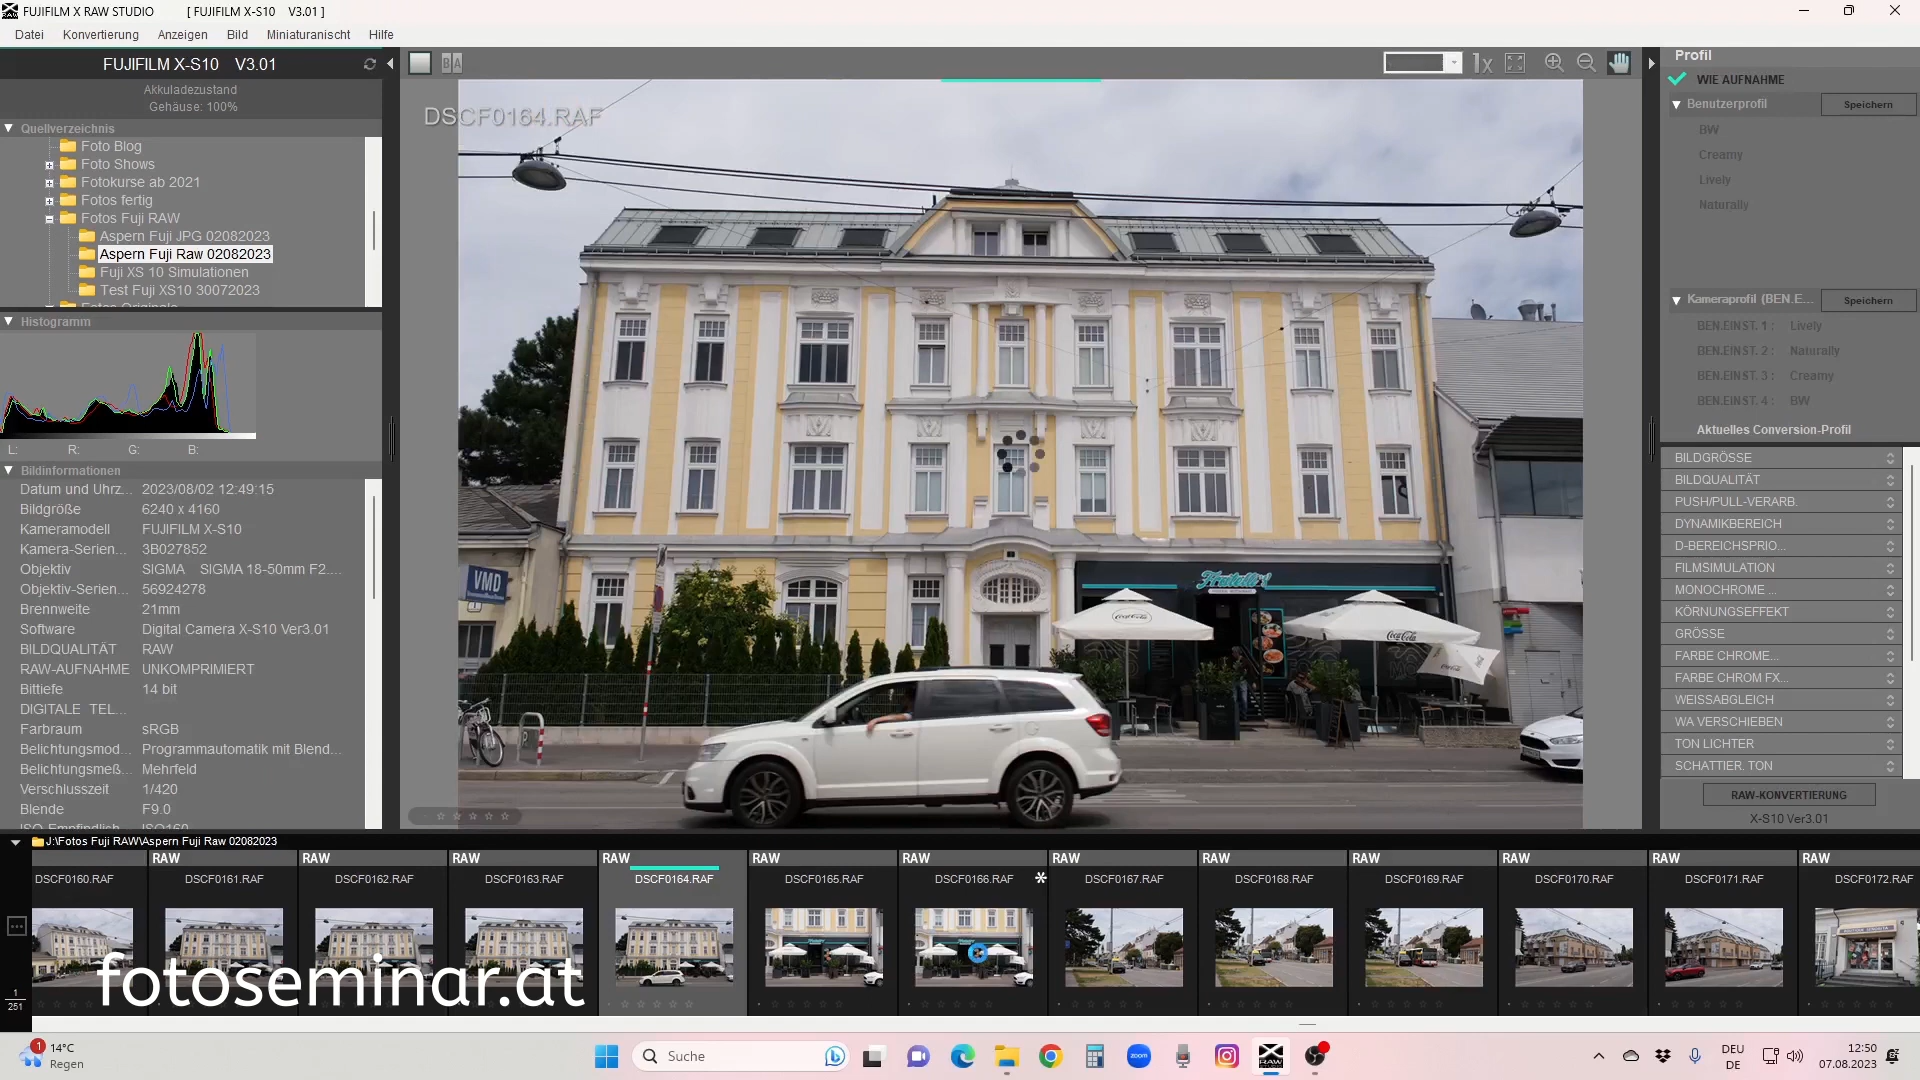 FUJIFILM X RAW STUDIO [ FUJIFILM X-S10 V3.01 ]
Datei Konvertierung Anzeigen Bild Miniaturanischt Hilfe
FUJIFILM X-S10 V3.01
Akkuladezustand
Gehäuse: 100%
Quellverzeichnis
Foto Blog
Foto Shows
Fotokurse ab 2021
Fotos fertig
Fotos Fuji RAW
Aspern Fuji JPG 02082023
Aspern Fuji Raw 02082023
Fuji XS 10 Simulationen
Test Fuji XS10 30072023
Histogramm
L: R: G: B:
Bildinformationen
Datum und Uhrz... 2023/08/02 12:49:15
Bildgröße 6240 x 4160
Kameramodell FUJIFILM X-S10
Kamera-Serien... 3B027852
Objektiv SIGMA SIGMA 18-50mm F2....
Objektiv-Serien... 56924278
Brennweite 21mm
Software Digital Camera X-S10 Ver3.01
BILDQUALITÄT RAW
RAW-AUFNAHME UNKOMPRIMIERT
Bittiefe 14 bit
DIGITALE TEL...
Farbraum sRGB
Belichtungsmod... Programmautomatik mit Blend...
Belichtungsmeß... Mehrfeld
Verschlusszeit 1/420
Blende F9.0
BA
1x
DSCF0164.RAF
VMD
Coca-Cola
Coca-Cola
Profil
WIE AUFNAHME
Benutzerprofil Speichern
BW
Creamy
Lively
Naturally
Kameraprofil (BEN.E... Speichern
BEN.EINST. 1 : Lively
BEN.EINST. 2 : Naturally
BEN.EINST. 3 : Creamy
BEN.EINST. 4 : BW
Aktuelles Conversion-Profil
BILDGRÖSSE
BILDQUALITÄT
PUSH/PULL-VERARB.
DYNAMIKBEREICH
D-BEREICHSPRIO...
FILMSIMULATION
MONOCHROME ...
KÖRNUNGSEFFEKT
GRÖSSE
FARBE CHROME...
FARBE CHROM FX...
WEISSABGLEICH
WA VERSCHIEBEN
TON LICHTER
SCHATTIER. TON
RAW-KONVERTIERUNG
X-S10 Ver3.01
J:\Fotos Fuji RAW\Aspern Fuji Raw 02082023
RAW RAW RAW RAW RAW RAW RAW RAW RAW RAW RAW
DSCF0160.RAF DSCF0161.RAF DSCF0162.RAF DSCF0163.RAF DSCF0164.RAF DSCF0165.RAF DSCF0166.RAF DSCF0167.RAF DSCF0168.RAF DSCF0169.RAF DSCF0170.RAF DSCF0171.RAF DSCF0172.RAF
fotoseminar.at
1
251
1
14°C
Regen
Suche
zoom
RAW
DEU
DE
12:50
07.08.2023